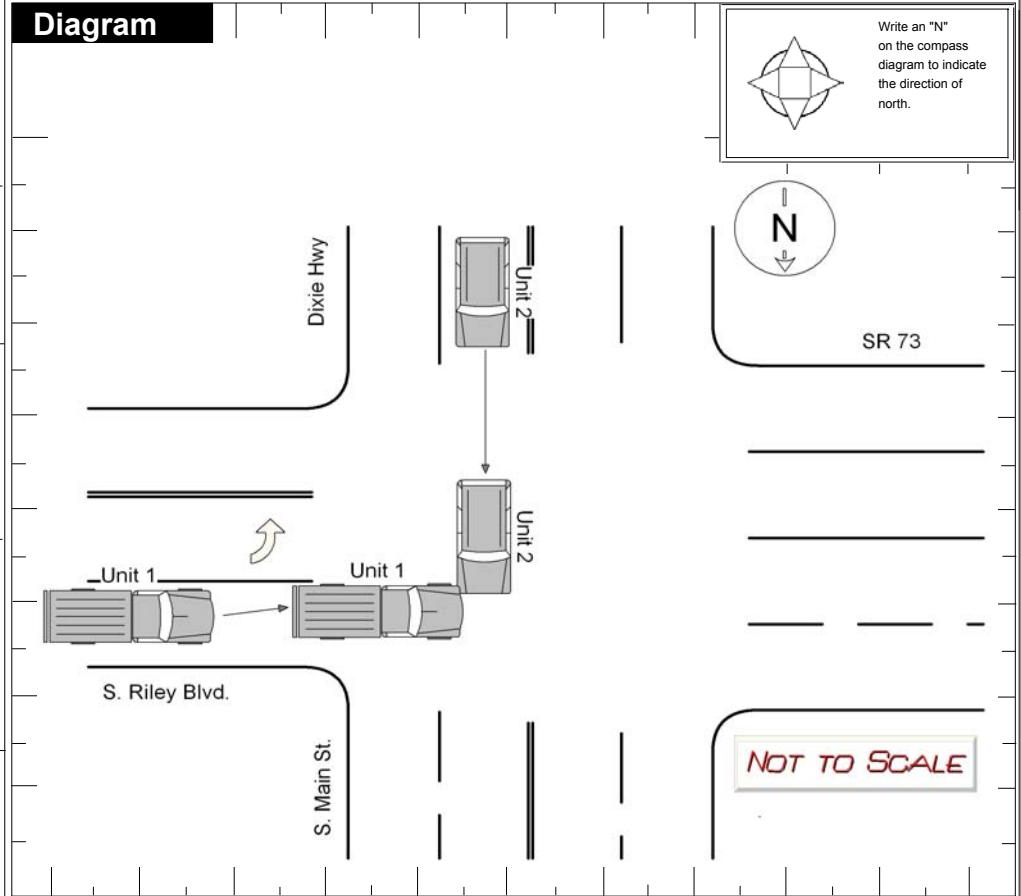 Diagram
Write an "N"
on the compass
diagram to indicate
the direction of
north.
N
Dixie Hwy
Unit 2
SR 73
Unit 2
Unit 1
Unit 1
S. Riley Blvd.
S. Main St.
NOT TO SCALE